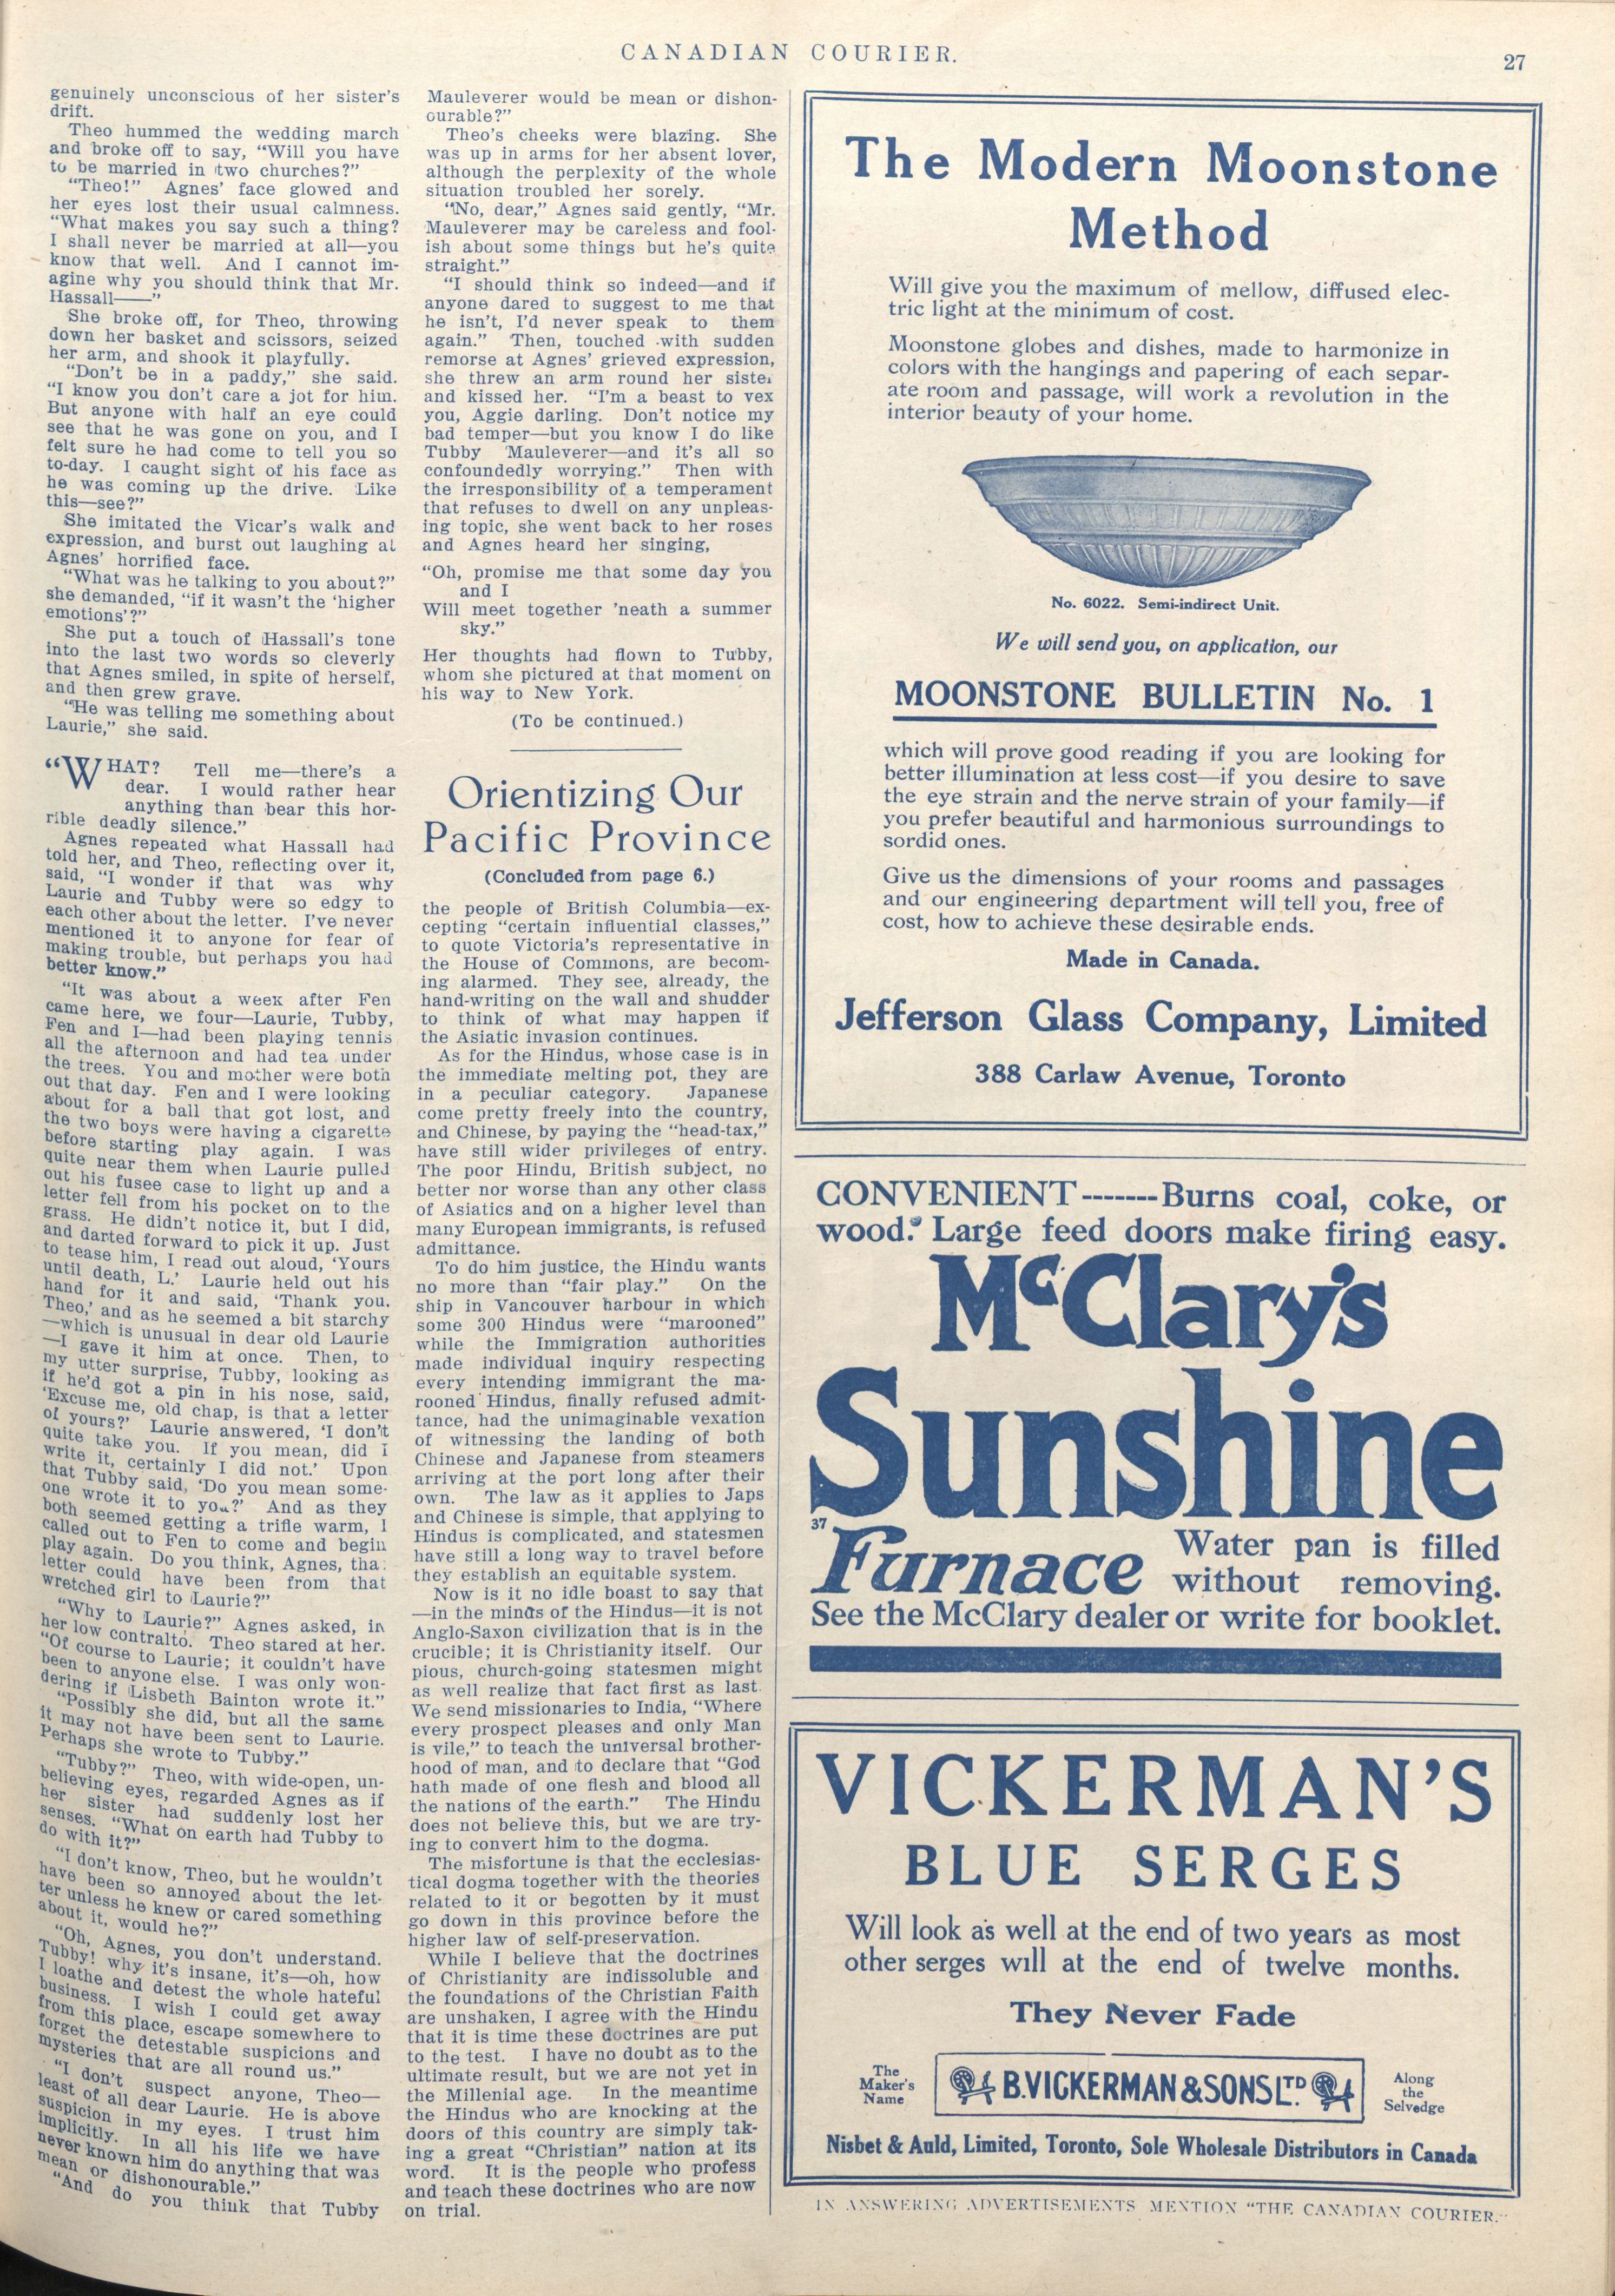 CANADIAN COURIER.
27
genuinely unconscious of her sister's
drift.
Theo hummed the wedding march
and broke off to say, "Will you have
to be married in two churches?"
"Theo!" Agnes' face glowed and
her eyes lost their usual calmness.
"What makes you say such a thing?
I shall never be married at all—you
know that well. And I cannot im-
agine why you should think that Mr.
Hassall——"
She broke off, for Theo, throwing
down her basket and scissors, seized
her arm, and shook it playfully.
"Don't be in a paddy," she said.
"I know you don't care a jot for him.
But anyone with half an eye could
see that he was gone on you, and I
felt sure he had come to tell you so
to-day. I caught sight of his face as
he was coming up the drive. Like
this—see?"
She imitated the Vicar's walk and
expression, and burst out laughing at
Agnes' horrified face.
"What was he talking to you about?"
she demanded, "if it wasn't the 'higher
emotions'?"
She put a touch of Hassall's tone
into the last two words so cleverly
that Agnes smiled, in spite of herself,
and then grew grave.
"He was telling me something about
Laurie," she said.
"WHAT? Tell me—there's a
dear. I would rather hear
anything than bear this hor-
rible deadly silence."
Agnes repeated what Hassall had
told her, and Theo, reflecting over it,
said, "I wonder if that was why
Laurie and Tubby were so edgy to
each other about the letter. I've never
mentioned it to anyone for fear of
making trouble, but perhaps you had
better know."
"It was about a week after Fen
came here, we four—Laurie, Tubby,
Fen and I—had been playing tennis
all the afternoon and had tea under
the trees. You and mother were both
out that day. Fen and I were looking
about for a ball that got lost, and
the two boys were having a cigarette
before starting play again. I was
quite near them when Laurie pulled
out his fusee case to light up and a
letter fell from his pocket on to the
grass. He didn't notice it, but I did,
and darted forward to pick it up. Just
to tease him, I read out aloud, 'Yours
until death, L.' Laurie held out his
hand for it and said, 'Thank you,
Theo,' and as he seemed a bit starchy
—which is unusual in dear old Laurie
—I gave it him at once. Then, to
my utter surprise, Tubby, looking as
if he'd got a pin in his nose, said,
'Excuse me, old chap, is that a letter
of yours?' Laurie answered, 'I don't
quite take you. If you mean, did I
write it, certainly I did not.' Upon
that Tubby said, 'Do you mean some-
one wrote it to you?' And as they
both seemed getting a trifle warm, I
called out to Fen to come and begin
play again. Do you think, Agnes, tha.
letter could have been from that
wretched girl to Laurie?"
"Why to Laurie?" Agnes asked, in
her low contralto. Theo stared at her.
"Of course to Laurie; it couldn't have
been to anyone else. I was only won-
dering if Lisbeth Bainton wrote it."
"Possibly she did, but all the same
it may not have been sent to Laurie.
Perhaps she wrote to Tubby."
"Tubby?" Theo, with wide-open, un-
believing eyes, regarded Agnes as if
her sister had suddenly lost her
senses. "What on earth had Tubby to
do with it?"
"I don't know, Theo, but he wouldn't
have been so annoyed about the let-
ter unless he knew or cared something
about it, would he?"
"Oh, Agnes, you don't understand.
Tubby! why it's insane, it's—oh, how
I loathe and detest the whole hateful
business. I wish I could get away
from this place, escape somewhere to
forget the detestable suspicions and
mysteries that are all round us."
"I don't suspect anyone, Theo—
least of all dear Laurie. He is above
suspicion in my eyes. I trust him
implicitly. In all his life we have
never known him do anything that was
mean or dishonourable."
"And do you think that Tubby
Mauleverer would be mean or dishon-
ourable?"
Theo's cheeks were blazing. She
was up in arms for her absent lover,
although the perplexity of the whole
situation troubled her sorely.
"No, dear," Agnes said gently, "Mr.
Mauleverer may be careless and fool-
ish about some things but he's quite
straight."
"I should think so indeed—and if
anyone dared to suggest to me that
he isn't, I'd never speak to them
again." Then, touched with sudden
remorse at Agnes' grieved expression,
she threw an arm round her sister
and kissed her. "I'm a beast to vex
you, Aggie darling. Don't notice my
bad temper—but you know I do like
Tubby Mauleverer—and it's all so
confoundedly worrying." Then with
the irresponsibility of a temperament
that refuses to dwell on any unpleas-
ing topic, she went back to her roses
and Agnes heard her singing,
"Oh, promise me that some day you
and I
Will meet together 'neath a summer
sky."
Her thoughts had flown to Tubby,
whom she pictured at that moment on
his way to New York.
(To be continued.)
Orientizing Our
Pacific Province
(Concluded from page 6.)
the people of British Columbia—ex-
cepting "certain influential classes,"
to quote Victoria's representative in
the House of Commons, are becom-
ing alarmed. They see, already, the
hand-writing on the wall and shudder
to think of what may happen if
the Asiatic invasion continues.
As for the Hindus, whose case is in
the immediate melting pot, they are
in a peculiar category. Japanese
come pretty freely into the country,
and Chinese, by paying the "head-tax,"
have still wider privileges of entry.
The poor Hindu, British subject, no
better nor worse than any other class
of Asiatics and on a higher level than
many European immigrants, is refused
admittance.
To do him justice, the Hindu wants
no more than "fair play." On the
ship in Vancouver harbour in which
some 300 Hindus were "marooned"
while the Immigration authorities
made individual inquiry respecting
every intending immigrant the ma-
rooned Hindus, finally refused admit-
tance, had the unimaginable vexation
of witnessing the landing of both
Chinese and Japanese from steamers
arriving at the port long after their
own. The law as it applies to Japs
and Chinese is simple, that applying to
Hindus is complicated, and statesmen
have still a long way to travel before
they establish an equitable system.
Now is it no idle boast to say that
—in the minds of the Hindus—it is not
Anglo-Saxon civilization that is in the
crucible; it is Christianity itself. Our
pious, church-going statesmen might
as well realize that fact first as last.
We send missionaries to India, "Where
every prospect pleases and only Man
is vile," to teach the universal brother-
hood of man, and to declare that "God
hath made of one flesh and blood all
the nations of the earth." The Hindu
does not believe this, but we are try-
ing to convert him to the dogma.
The misfortune is that the ecclesias-
tical dogma together with the theories
related to it or begotten by it must
go down in this province before the
higher law of self-preservation.
While I believe that the doctrines
of Christianity are indissoluble and
the foundations of the Christian Faith
are unshaken, I agree with the Hindu
that it is time these doctrines are put
to the test. I have no doubt as to the
ultimate result, but we are not yet in
the Millenial age. In the meantime
the Hindus who are knocking at the
doors of this country are simply tak-
ing a great "Christian" nation at its
word. It is the people who profess
and teach these doctrines who are now
on trial.
The Modern Moonstone
Method
Will give you the maximum of mellow, diffused elec-
tric light at the minimum of cost.
Moonstone globes and dishes, made to harmonize in
colors with the hangings and papering of each separ-
ate room and passage, will work a revolution in the
interior beauty of your home.
No. 6022. Semi-indirect Unit.
We will send you, on application, our
MOONSTONE BULLETIN No. 1
which will prove good reading if you are looking for
better illumination at less cost—if you desire to save
the eye strain and the nerve strain of your family—if
you prefer beautiful and harmonious surroundings to
sordid ones.
Give us the dimensions of your rooms and passages
and our engineering department will tell you, free of
cost, how to achieve these desirable ends.
Made in Canada.
Jefferson Glass Company, Limited
388 Carlaw Avenue, Toronto
CONVENIENT-------Burns coal, coke, or
wood. Large feed doors make firing easy.
McClary's
Sunshine
37
Furnace
Water pan is filled
without removing.
See the McClary dealer or write for booklet.
VICKERMAN'S
BLUE SERGES
Will look as well at the end of two years as most
other serges will at the end of twelve months.
They Never Fade
The
Maker's
Name
B.VICKERMAN & SONS LTD.
Along
the
Selvedge
Nisbet & Auld, Limited, Toronto, Sole Wholesale Distributors in Canada
IN ANSWERING ADVERTISEMENTS MENTION "THE CANADIAN COURIER."